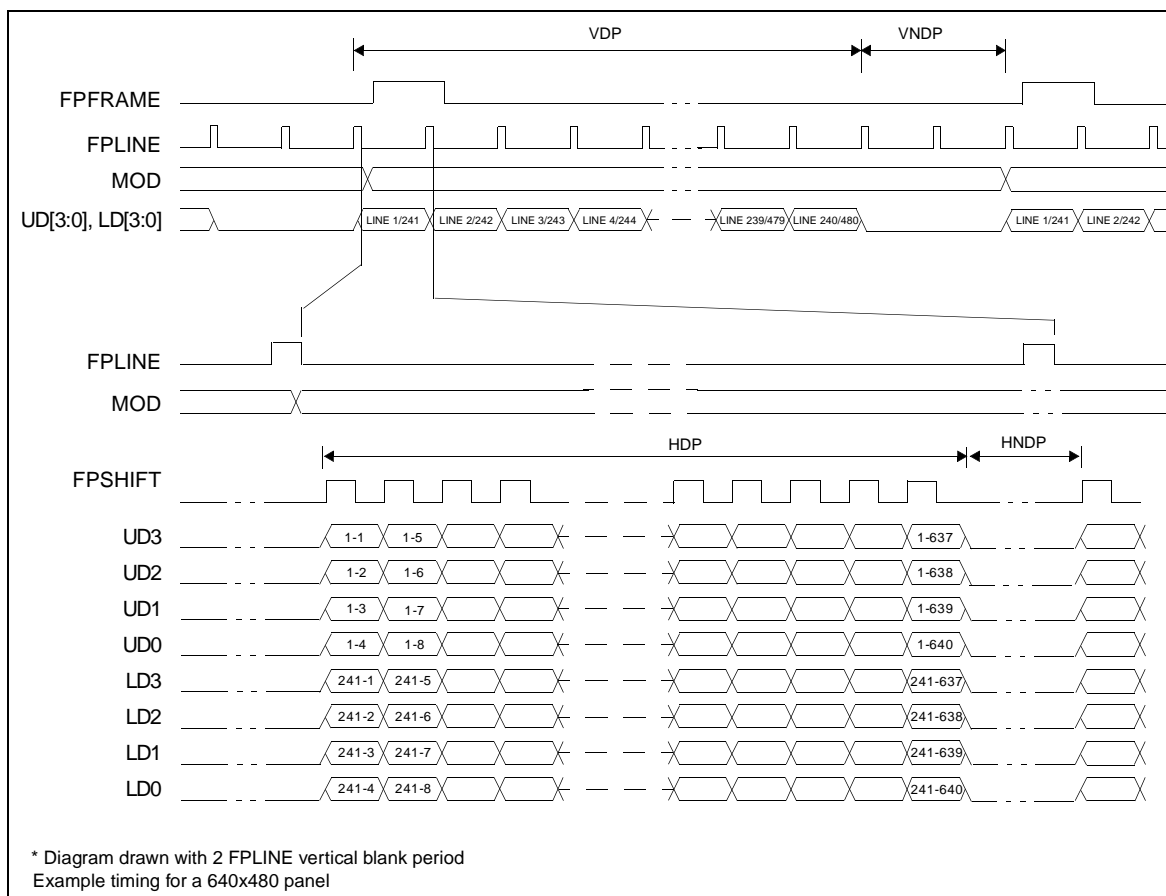 VDP VNDP
FPFRAME
FPLINE
MOD
UD[3:0], LD[3:0] LINE 1/241 LINE 2/242 LINE 3/243 LINE 4/244 LINE 239/479 LINE 240/480 LINE 1/241 LINE 2/242
FPLINE
MOD
HDP HNDP
FPSHIFT
UD3 1-1 1-5 1-637
UD2 1-2 1-6 1-638
UD1 1-3 1-7 1-639
UD0 1-4 1-8 1-640
LD3 241-1 241-5 241-637
LD2 241-2 241-6 241-638
LD1 241-3 241-7 241-639
LD0 241-4 241-8 241-640
* Diagram drawn with 2 FPLINE vertical blank period
Example timing for a 640x480 panel